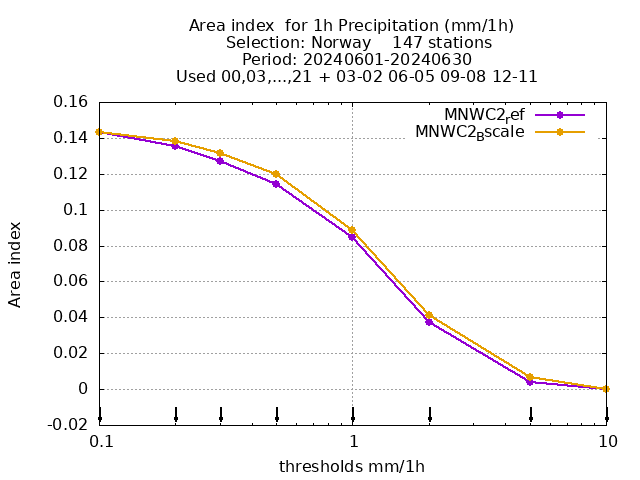 Area index  for 1h Precipitation (mm/1h)
Selection: Norway    147 stations
Period: 20240601-20240630
Used 00,03,...,21 + 03-02 06-05 09-08 12-11
0.16
0.14
0.12
0.1
0.08
0.06
0.04
0.02
0
-0.02
Area index
MNWC2ref
MNWC2Bscale
0.1
1
10
thresholds mm/1h